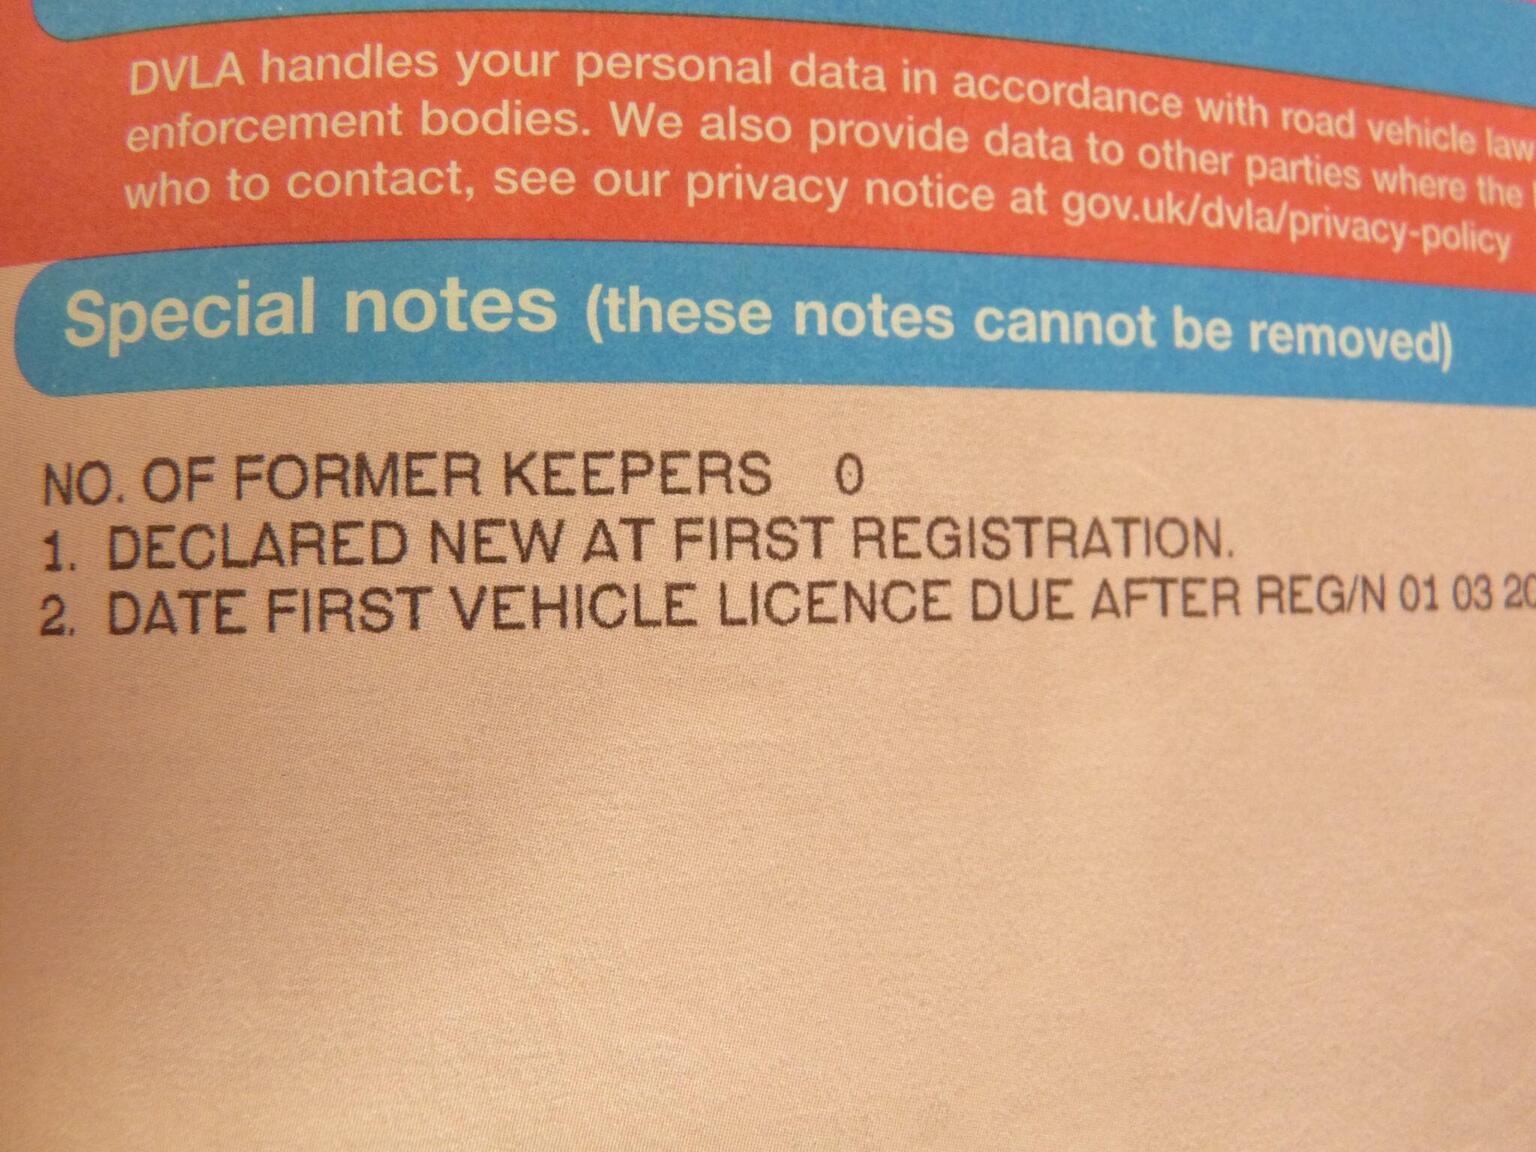 DVLA handles your personal data in accordance with road vehicle law
enforcement bodies. We also provide data to other parties where the
who to contact, see our privacy notice at gov.uk/dvla/privacy-policy
Special notes (these notes cannot be removed)
NO. OF FORMER KEEPERS 0
1. DECLARED NEW AT FIRST REGISTRATION.
2. DATE FIRST VEHICLE LICENCE DUE AFTER REG/N 01 03 20